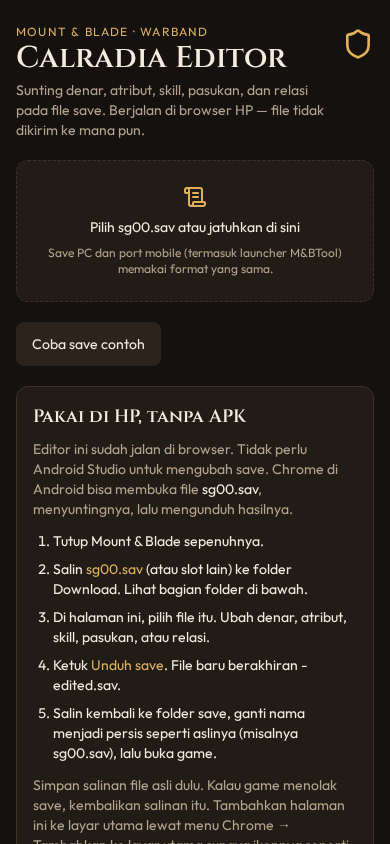 MOUNT & BLADE · WARBAND
Calradia Editor
Sunting denar, atribut, skill, pasukan, dan relasi
pada file save. Berjalan di browser HP — file tidak
dikirim ke mana pun.
Pilih sg00.sav atau jatuhkan di sini
Save PC dan port mobile (termasuk launcher M&BTool)
memakai format yang sama.
Coba save contoh
Pakai di HP, tanpa APK
Editor ini sudah jalan di browser. Tidak perlu
Android Studio untuk mengubah save. Chrome di
Android bisa membuka file sg00.sav,
menyuntingnya, lalu mengunduh hasilnya.
1. Tutup Mount & Blade sepenuhnya.
2. Salin sg00.sav (atau slot lain) ke folder
Download. Lihat bagian folder di bawah.
3. Di halaman ini, pilih file itu. Ubah denar, atribut,
skill, pasukan, atau relasi.
4. Ketuk Unduh save. File baru berakhiran -
edited.sav.
5. Salin kembali ke folder save, ganti nama
menjadi persis seperti aslinya (misalnya
sg00.sav), lalu buka game.
Simpan salinan file asli dulu. Kalau game menolak
save, kembalikan salinan itu. Tambahkan halaman
ini ke layar utama lewat menu Chrome →